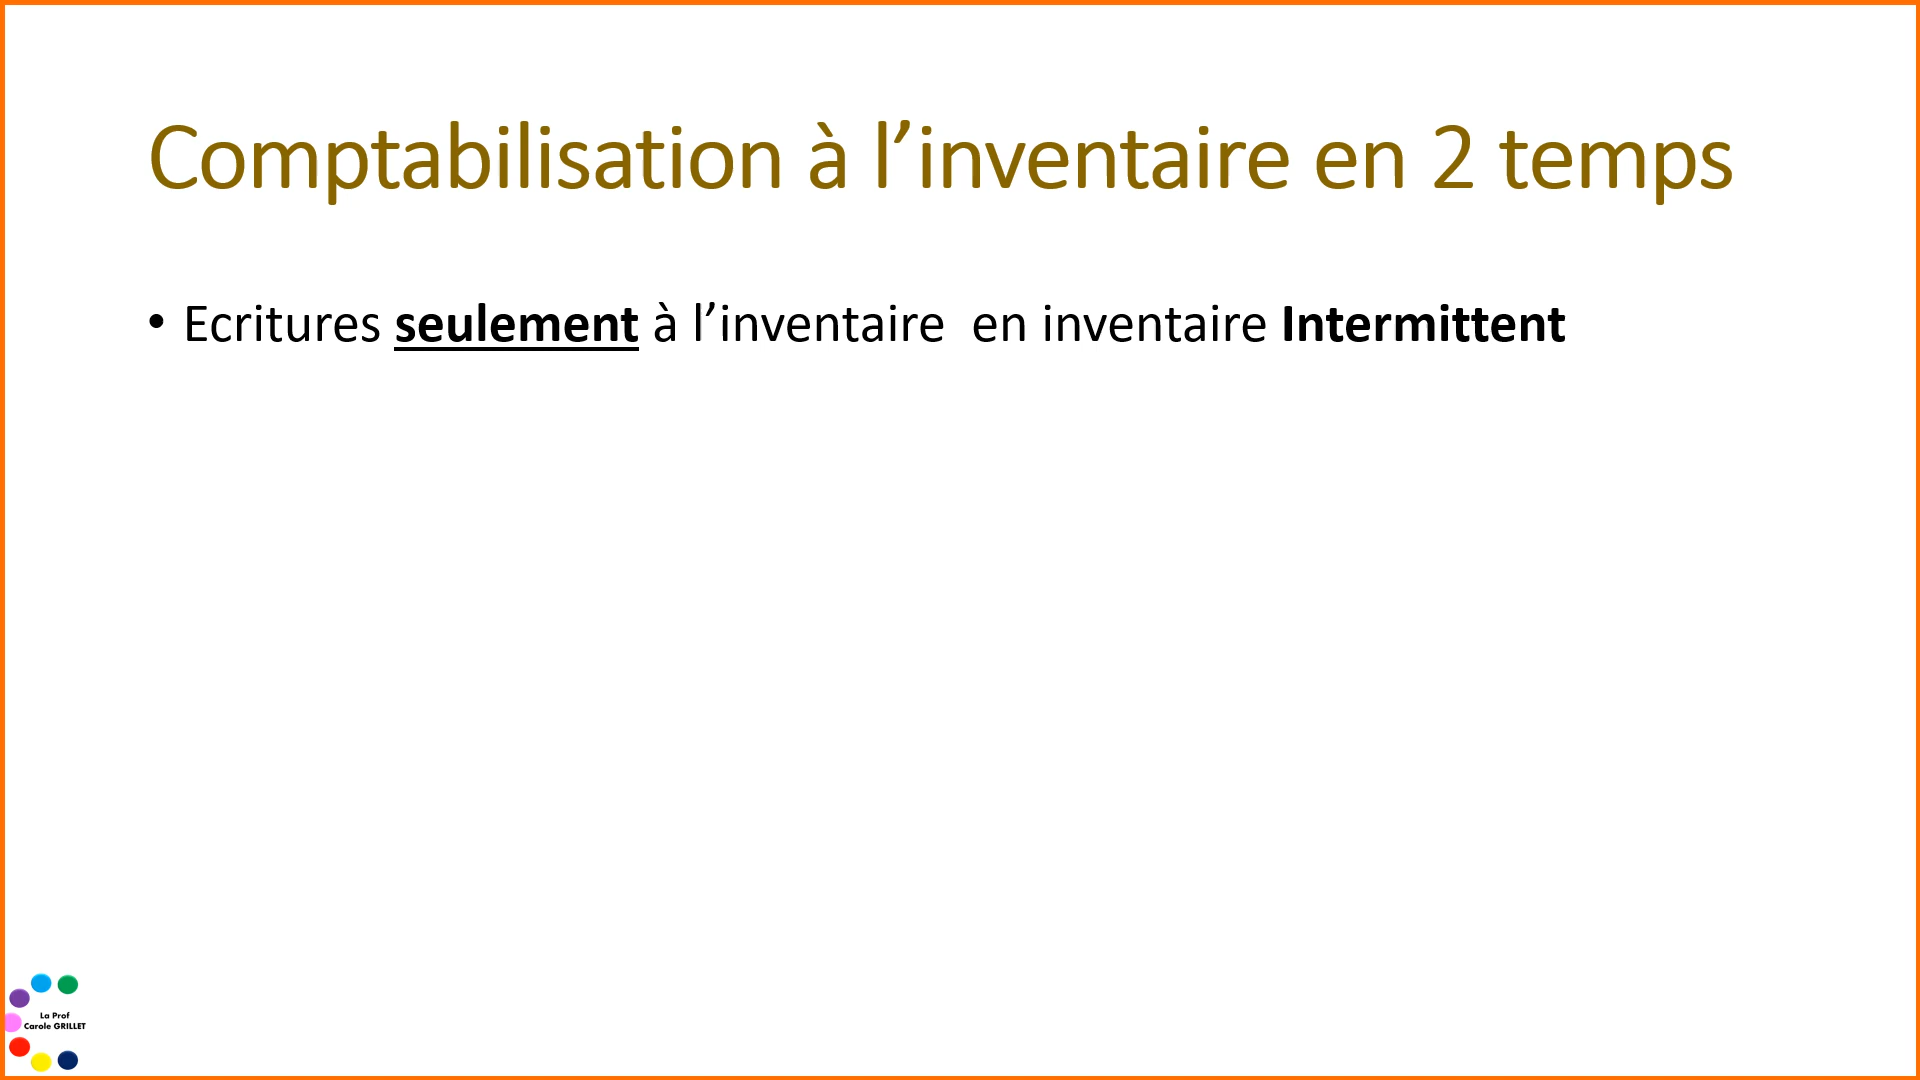 Comptabilisation à l’inventaire en 2 temps
• Ecritures seulement à l’inventaire  en inventaire Intermittent
La Prof
Carole GRILLET